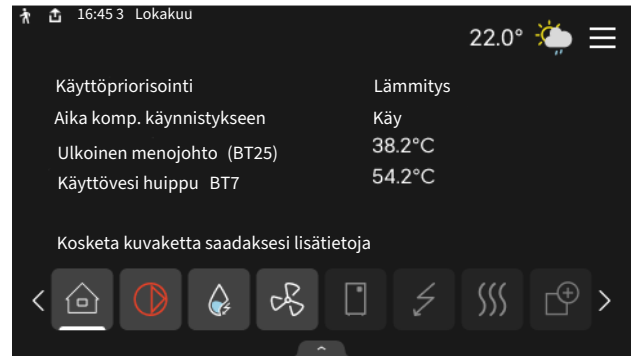 16:45 3 Lokakuu
22.0°
Käyttöpriorisointi Lämmitys
Aika komp. käynnistykseen Käy
Ulkoinen menojohto (BT25) 38.2°C
Käyttövesi huippu BT7 54.2°C
Kosketa kuvaketta saadaksesi lisätietoja